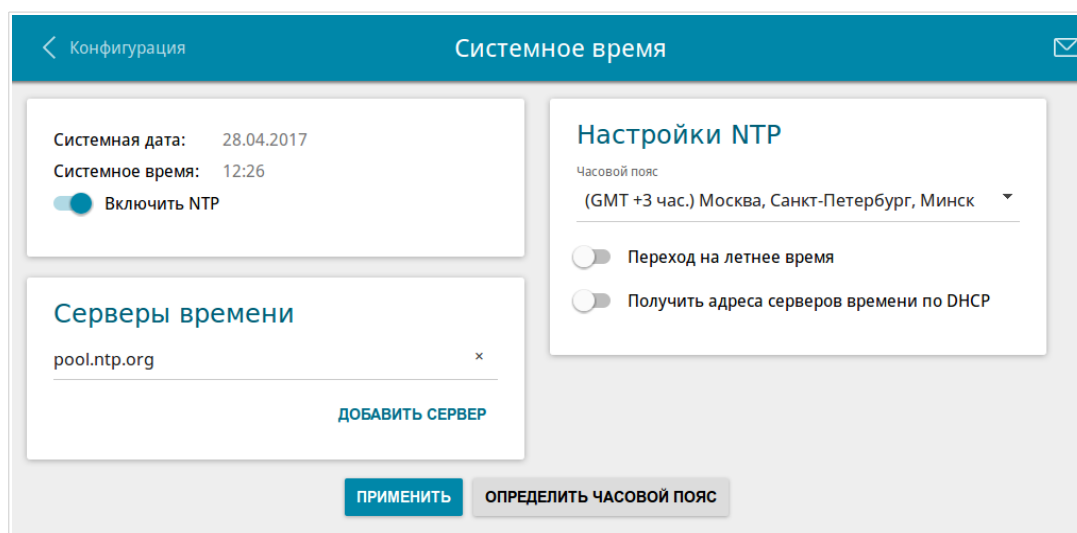 Конфигурация
Системное время
Системная дата: 28.04.2017
Системное время: 12:26
Включить NTP
Серверы времени
pool.ntp.org
ДОБАВИТЬ СЕРВЕР
Настройки NTP
Часовой пояс
(GMT +3 час.) Москва, Санкт-Петербург, Минск
Переход на летнее время
Получить адреса серверов времени по DHCP
ПРИМЕНИТЬ
ОПРЕДЕЛИТЬ ЧАСОВОЙ ПОЯС